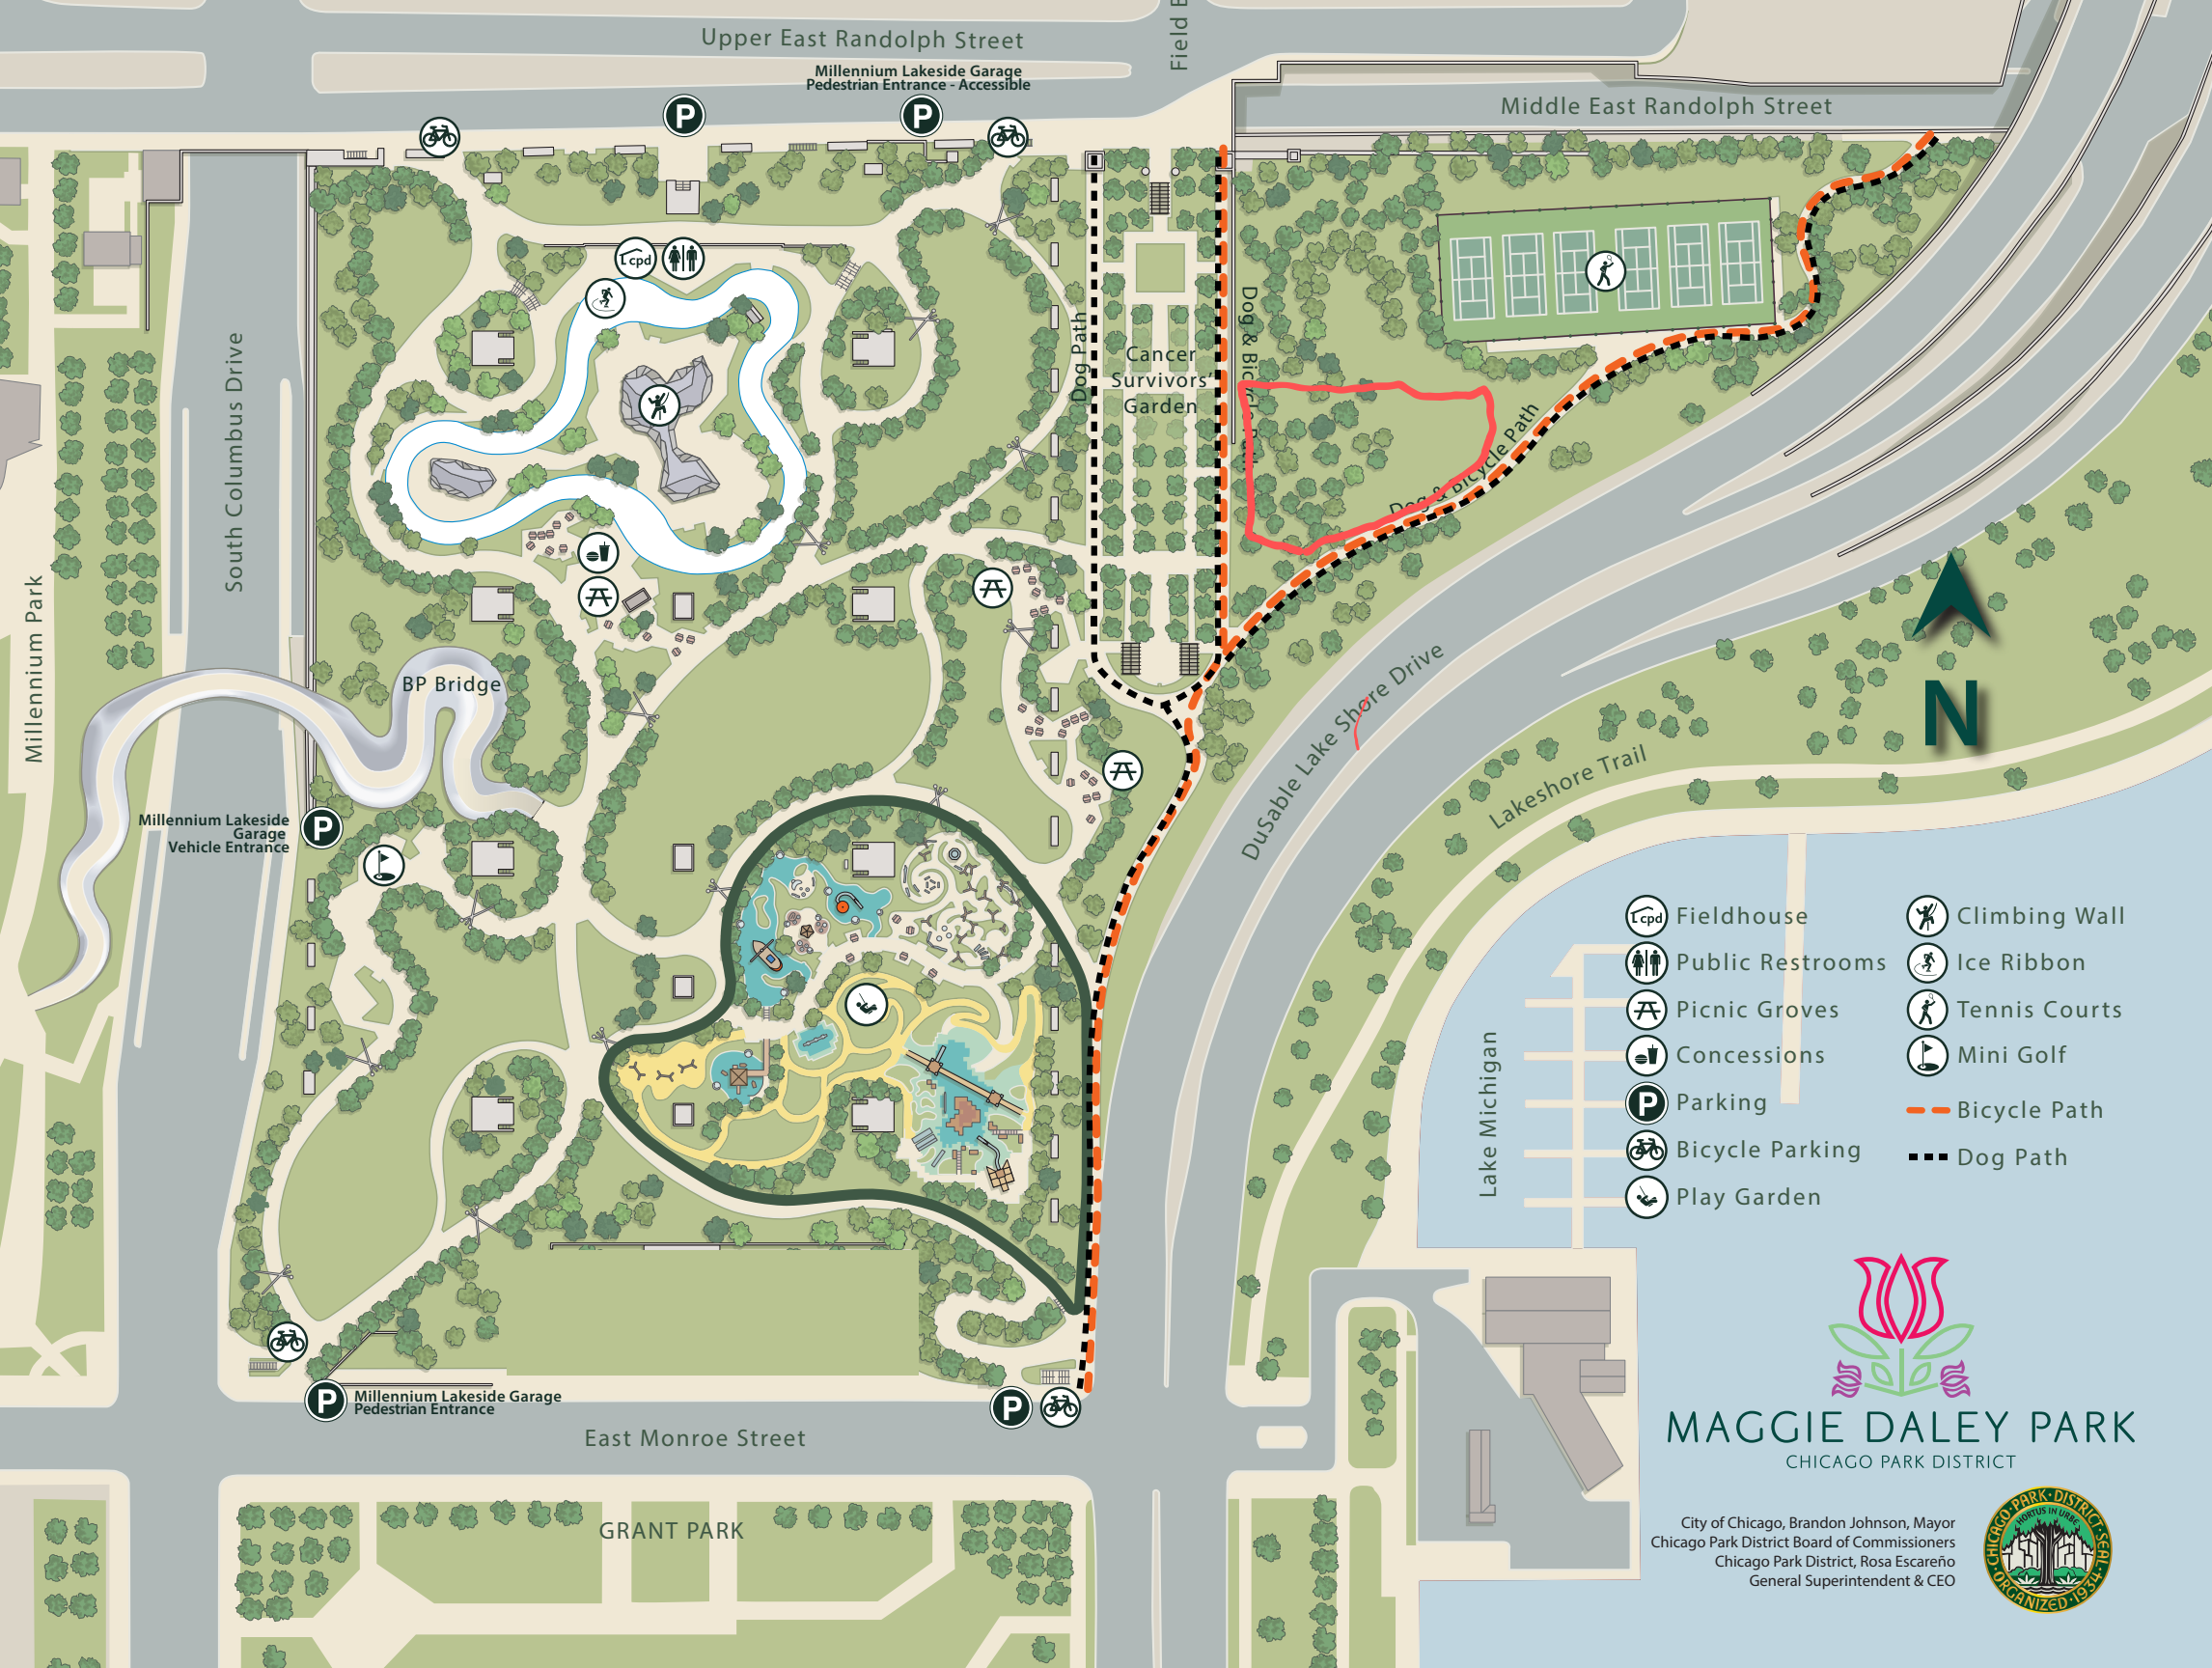 Upper East Randolph Street
Field B
Millennium Lakeside Garage
Pedestrian Entrance - Accessible
P
P
Middle East Randolph Street
cpd
South Columbus Drive
Dog Path
Dog & Bicycle Path
Cancer
Survivors'
Garden
Dog & Bicycle Path
Millennium Park
BP Bridge
DuSable Lake Shore Drive
N
Lakeshore Trail
Millennium Lakeside
Garage
Vehicle Entrance
P
Lake Michigan
cpd Fieldhouse
Public Restrooms
Picnic Groves
Concessions
P Parking
Bicycle Parking
Play Garden
Climbing Wall
Ice Ribbon
Tennis Courts
Mini Golf
Bicycle Path
Dog Path
P
Millennium Lakeside Garage
Pedestrian Entrance
P
East Monroe Street
GRANT PARK
MAGGIE DALEY PARK
CHICAGO PARK DISTRICT
City of Chicago, Brandon Johnson, Mayor
Chicago Park District Board of Commissioners
Chicago Park District, Rosa Escareño
General Superintendent & CEO
CHICAGO·PARK·DISTRICT·SEAL
HORTUS IN URBE
ORGANIZED·1934